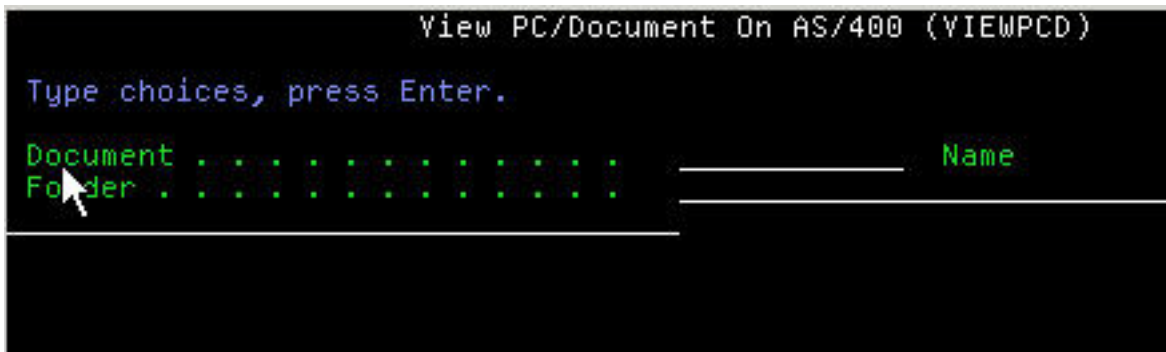 View PC/Document On AS/400 (VIEWPCD)
Type choices, press Enter.
Document . . . . . . . . . . . . Name
Folder . . . . . . . . . . . . .